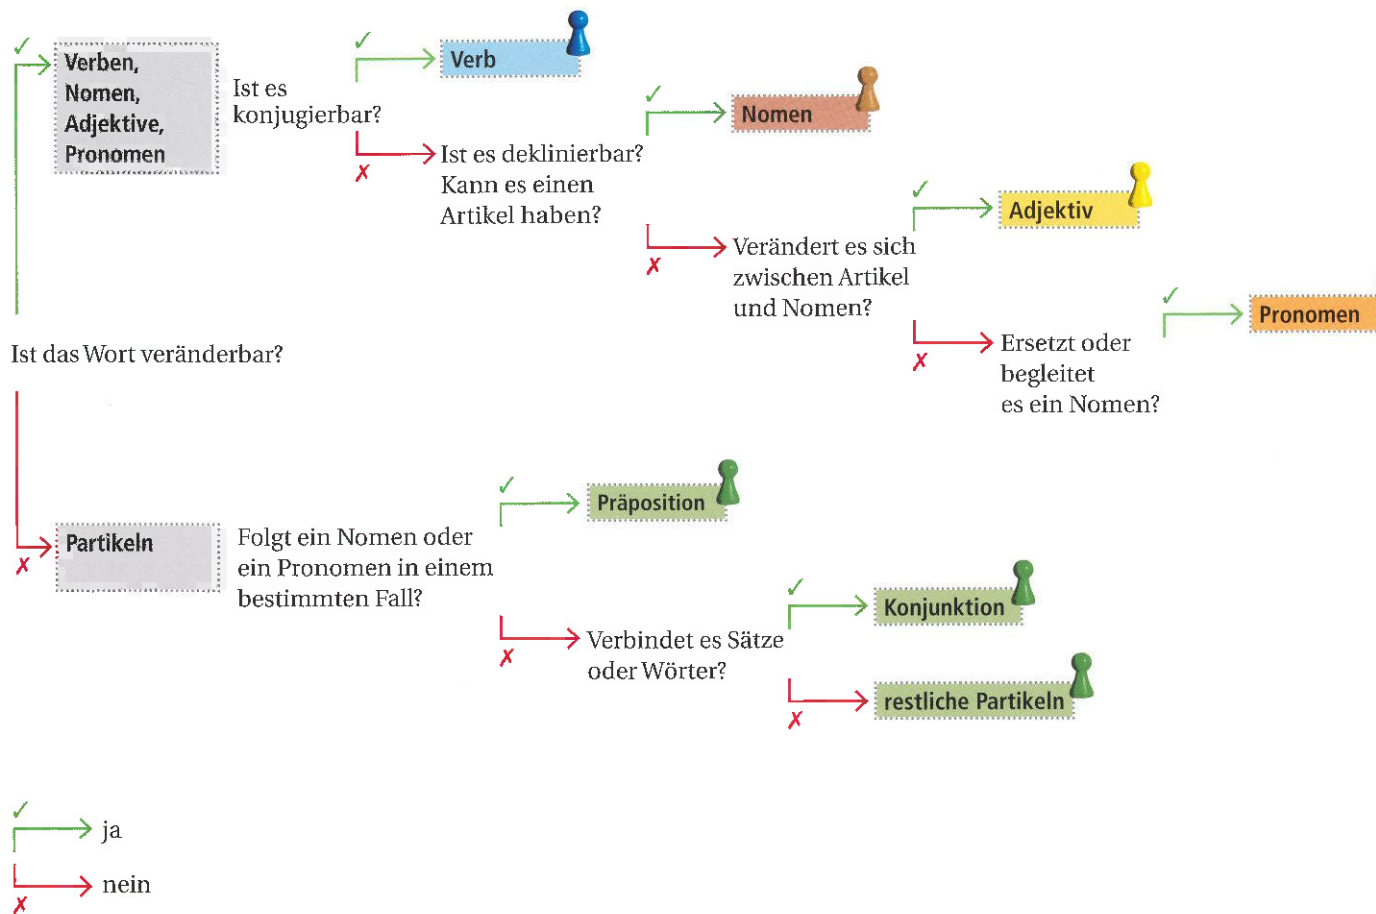 Verben,
Nomen,
Adjektive,
Pronomen
Ist es
konjugierbar?
Verb
Ist es deklinierbar?
Kann es einen
Artikel haben?
Nomen
Verändert es sich
zwischen Artikel
und Nomen?
Adjektiv
Ersetzt oder
begleitet
es ein Nomen?
Pronomen
Ist das Wort veränderbar?
Partikeln
Folgt ein Nomen oder
ein Pronomen in einem
bestimmten Fall?
Präposition
Verbindet es Sätze
oder Wörter?
Konjunktion
restliche Partikeln
ja
nein